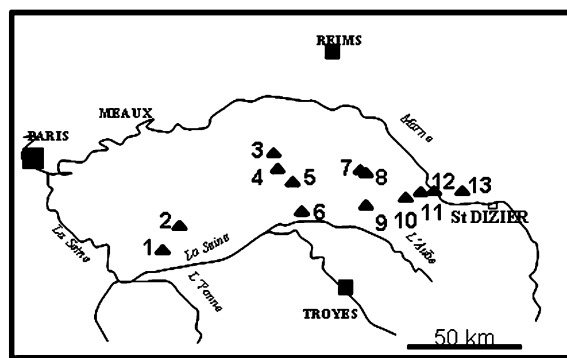 REIMS
MEAUX
Marne
PARIS
3
4
5
7
8
12
13
6
9
10
11
St DIZIER
2
1
La Seine
La Seine
L'Aube
L'Yonne
TROYES
50 km